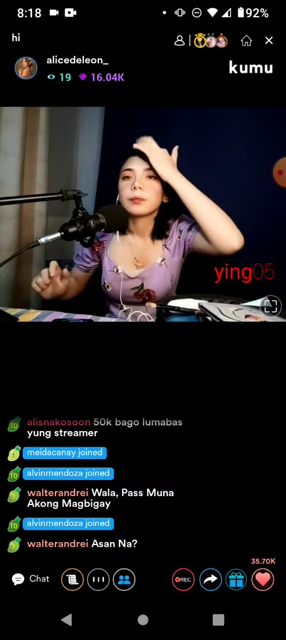 8:18
92%
hi
alicedeleon_
19 16.04K
kumu
ying05
alisnakosoon 50k bago lumabas
yung streamer
meidacanay joined
alvinmendoza joined
walterandrei Wala, Pass Muna
Akong Magbigay
alvinmendoza joined
walterandrei Asan Na?
35.70K
Chat
REC